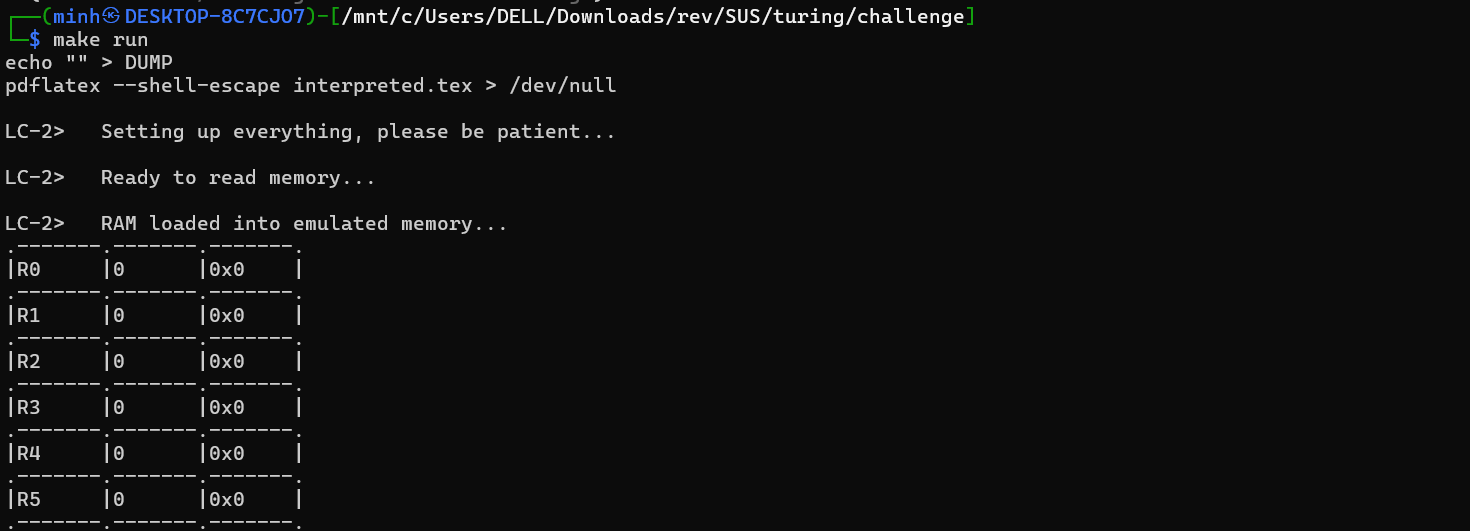 ┌──(minh㉿DESKTOP-8C7CJO7)-[/mnt/c/Users/DELL/Downloads/rev/SUS/turing/challenge]
└─$ make run
echo "" > DUMP
pdflatex --shell-escape interpreted.tex > /dev/null
LC-2>   Setting up everything, please be patient...
LC-2>   Ready to read memory...
LC-2>   RAM loaded into emulated memory...
.-------.-------.-------.
|R0     |0      |0x0    |
.-------.-------.-------.
|R1     |0      |0x0    |
.-------.-------.-------.
|R2     |0      |0x0    |
.-------.-------.-------.
|R3     |0      |0x0    |
.-------.-------.-------.
|R4     |0      |0x0    |
.-------.-------.-------.
|R5     |0      |0x0    |
.-------.-------.-------.